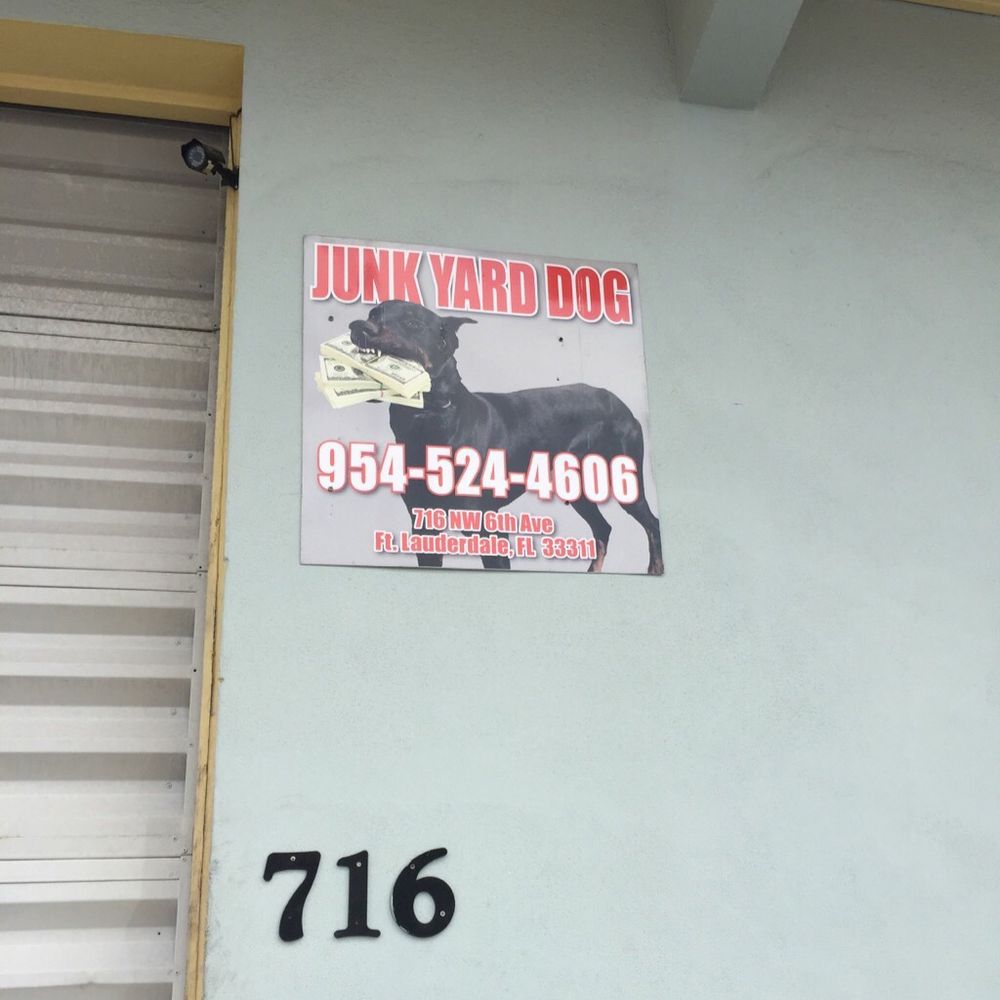 JUNK YARD DOG
954-524-4606
716 NW 6th Ave
Ft. Lauderdale, FL 33311
716